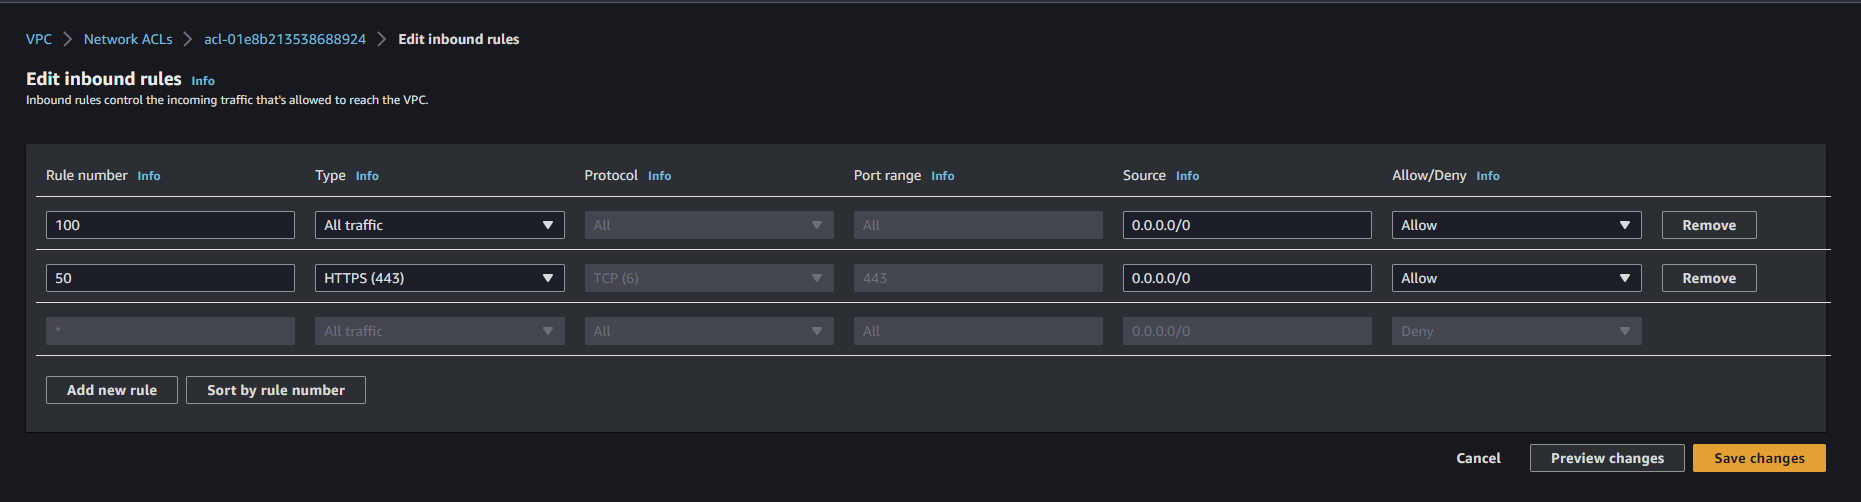 VPC > Network ACLs > acl-01e8b213538688924 > Edit inbound rules
Edit inbound rules Info
Inbound rules control the incoming traffic that's allowed to reach the VPC.
Rule number Info Type Info Protocol Info Port range Info Source Info Allow/Deny Info
100 All traffic All All 0.0.0.0/0 Allow Remove
50 HTTPS (443) TCP (6) 443 0.0.0.0/0 Allow Remove
* All traffic All All 0.0.0.0/0 Deny
Add new rule Sort by rule number
Cancel Preview changes Save changes